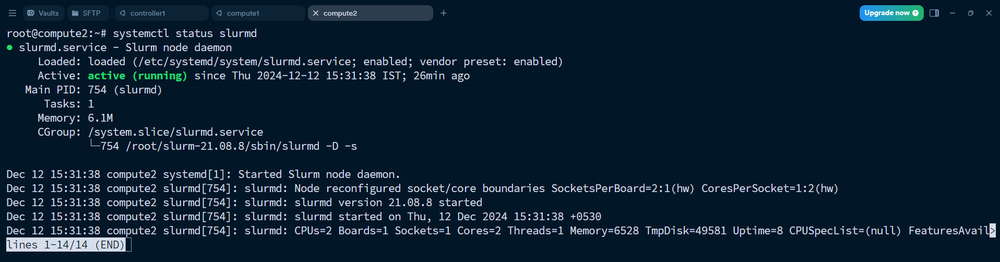 Vaults SFTP controller1 compute1 compute2 Upgrade now
root@compute2:~# systemctl status slurmd
● slurmd.service - Slurm node daemon
Loaded: loaded (/etc/systemd/system/slurmd.service; enabled; vendor preset: enabled)
Active: active (running) since Thu 2024-12-12 15:31:38 IST; 26min ago
Main PID: 754 (slurmd)
Tasks: 1
Memory: 6.1M
CGroup: /system.slice/slurmd.service
└─754 /root/slurm-21.08.8/sbin/slurmd -D -s
Dec 12 15:31:38 compute2 systemd[1]: Started Slurm node daemon.
Dec 12 15:31:38 compute2 slurmd[754]: slurmd: Node reconfigured socket/core boundaries SocketsPerBoard=2:1(hw) CoresPerSocket=1:2(hw)
Dec 12 15:31:38 compute2 slurmd[754]: slurmd: slurmd version 21.08.8 started
Dec 12 15:31:38 compute2 slurmd[754]: slurmd: slurmd started on Thu, 12 Dec 2024 15:31:38 +0530
Dec 12 15:31:38 compute2 slurmd[754]: slurmd: CPUs=2 Boards=1 Sockets=1 Cores=2 Threads=1 Memory=6528 TmpDisk=49581 Uptime=8 CPUSpecList=(null) FeaturesAvail>
lines 1-14/14 (END)